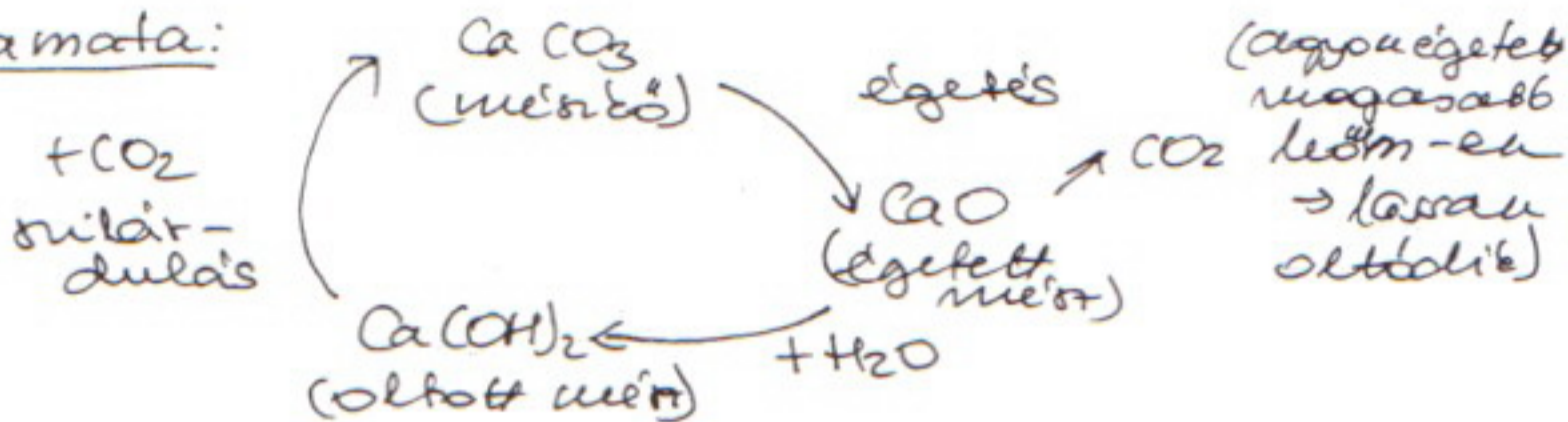 amata:
CaCO3
(mészkő)
égetés
(agyonégetett
magasabb
hőm-en
→ lassan
oltódik)
CO2
CaO
(égetett
mész)
+H2O
Ca(OH)2
(oltott mész)
+CO2
szilár-
dulás